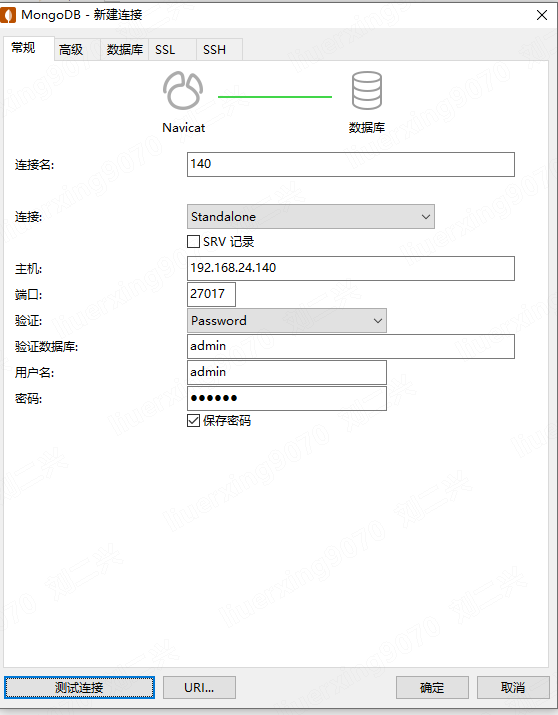 MongoDB - 新建连接
常规 高级 数据库 SSL SSH
Navicat 数据库
连接名: 140
连接: Standalone
SRV 记录
主机: 192.168.24.140
端口: 27017
验证: Password
验证数据库: admin
用户名: admin
密码: ●●●●●●
保存密码
测试连接 URI... 确定 取消